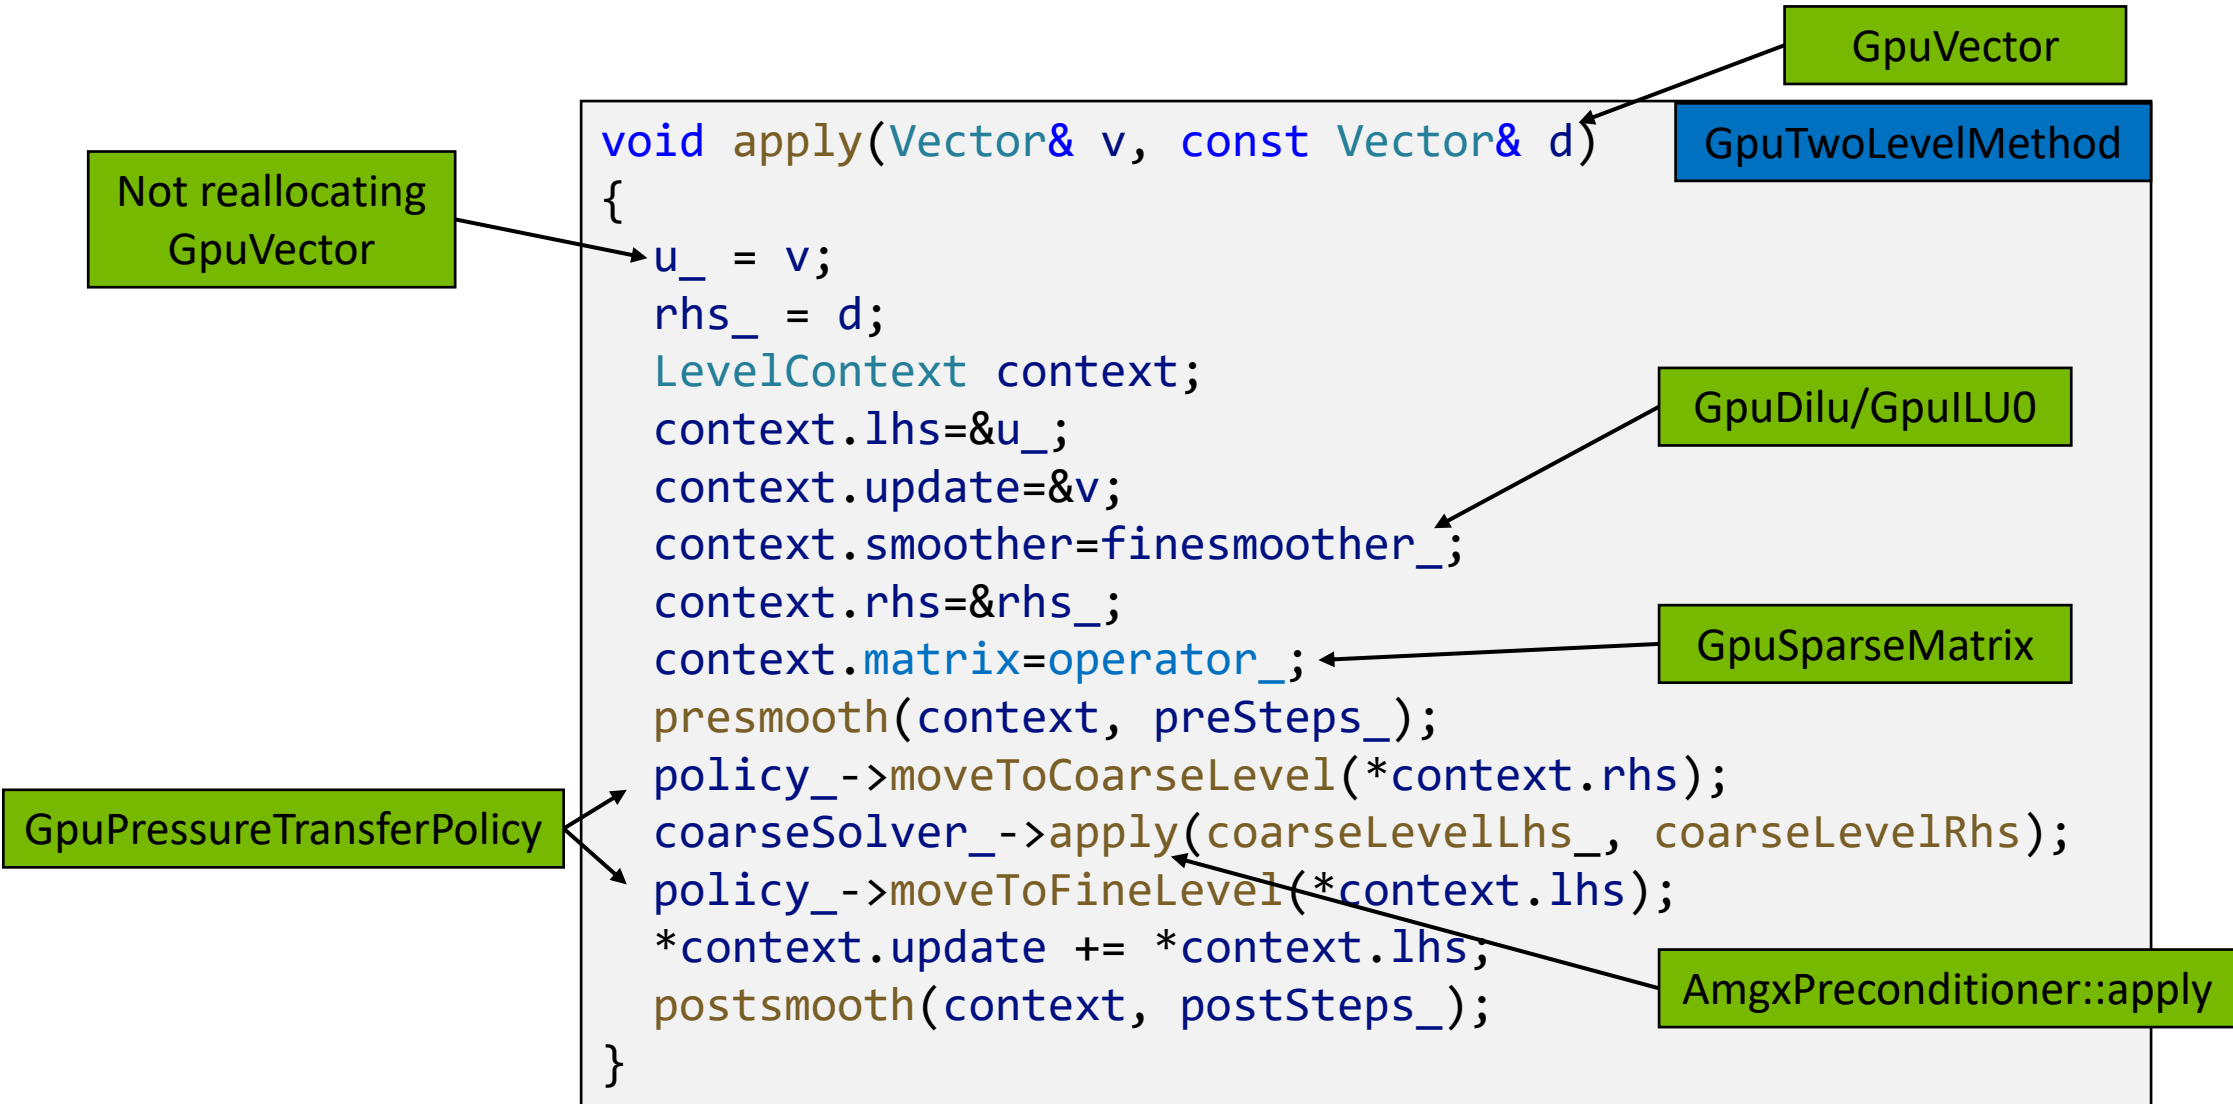 GpuVector
void apply(Vector& v, const Vector& d)
GpuTwoLevelMethod
Not reallocating
GpuVector
{
u_ = v;
rhs_ = d;
LevelContext context;
context.lhs=&u_;
GpuDilu/GpuILU0
context.update=&v;
context.smoother=finesmoother_;
context.rhs=&rhs_;
context.matrix=operator_;
GpuSparseMatrix
presmooth(context, preSteps_);
policy_->moveToCoarseLevel(*context.rhs);
GpuPressureTransferPolicy
coarseSolver_->apply(coarseLevelLhs_, coarseLevelRhs);
policy_->moveToFineLevel(*context.lhs);
*context.update += *context.lhs;
AmgxPreconditioner::apply
postsmooth(context, postSteps_);
}